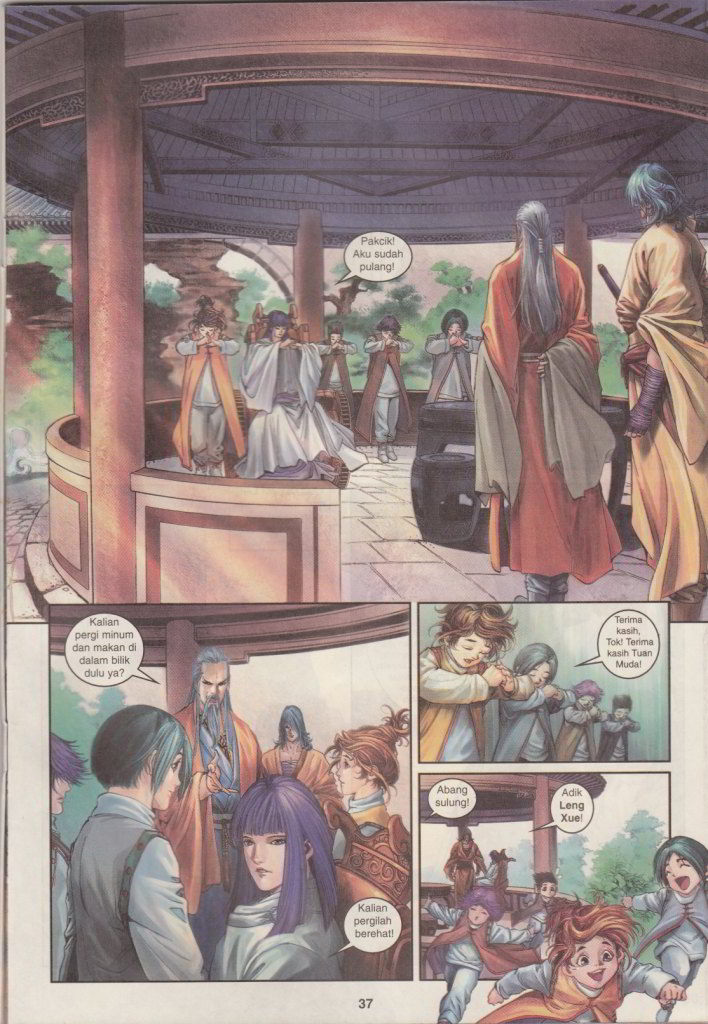 Pakcik!
Aku sudah
pulang!
Kalian
pergi minum
dan makan di
dalam bilik
dulu ya?
Kalian
pergilah
berehat!
Terima
kasih,
Tok! Terima
kasih Tuan
Muda!
Abang
sulung!
Adik
Leng
Xue!
37